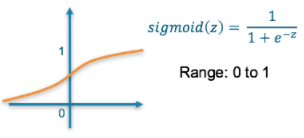 sigmoid(z) = 1 / (1 + e^{-z})
1
Range: 0 to 1
0